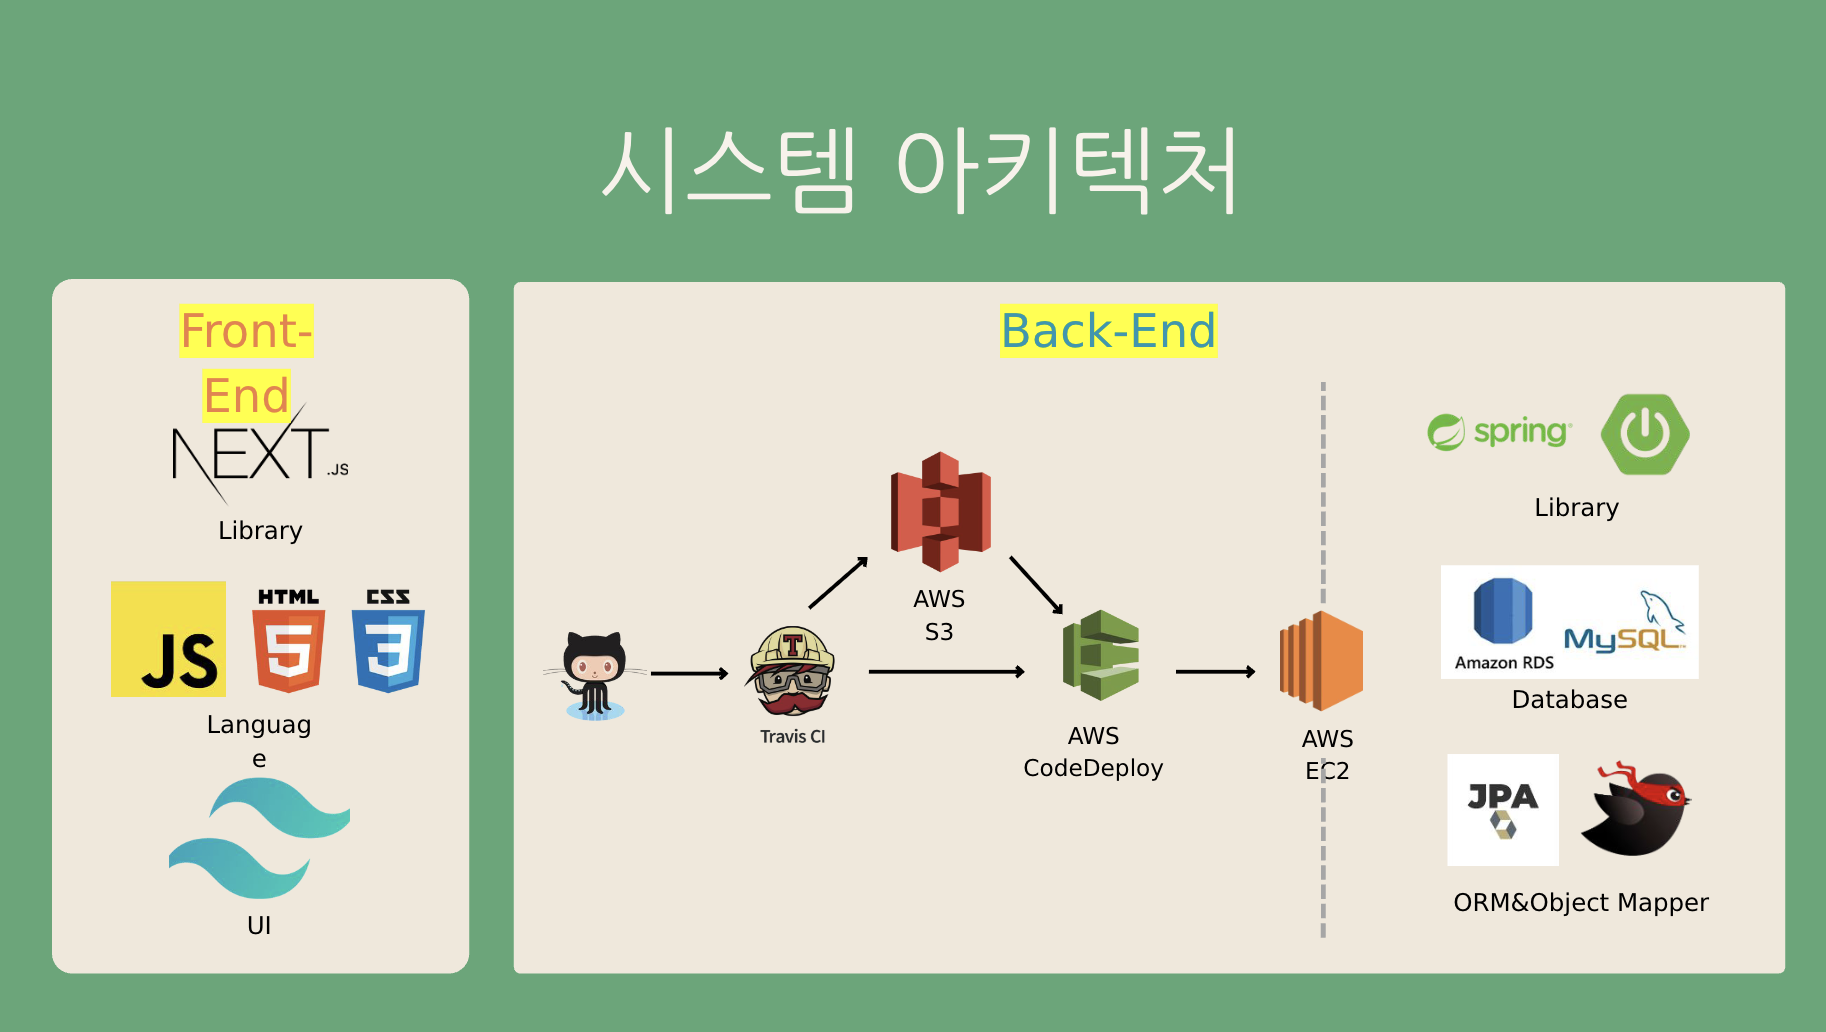 시스템 아키텍처
Front-
End
NEXT.JS
Library
JS
HTML
5
CSS
3
Languag
e
UI
Back-End
AWS
S3
T
Travis CI
AWS
CodeDeploy
AWS
EC2
spring
Library
Amazon RDS
MySQL
Database
JPA
ORM&Object Mapper